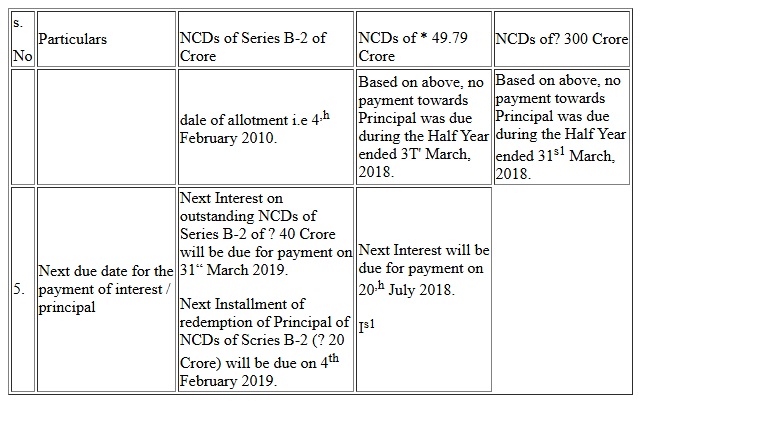 s.
No
Particulars
NCDs of Series B-2 of
Crore
NCDs of * 49.79
Crore
NCDs of? 300 Crore
dale of allotment i.e 4,h
February 2010.
Based on above, no
payment towards
Principal was due
during the Half Year
ended 3T' March,
2018.
Based on above, no
payment towards
Principal was due
during the Half Year
ended 31s1 March,
2018.
5.
Next due date for the
payment of interest /
principal
Next Interest on
outstanding NCDs of
Series B-2 of ? 40 Crore
will be due for payment on
31“ March 2019.
Next Installment of
redemption of Principal of
NCDs of Scries B-2 (? 20
Crore) will be due on 4th
February 2019.
Next Interest will be
due for payment on
20,h July 2018.
Is1